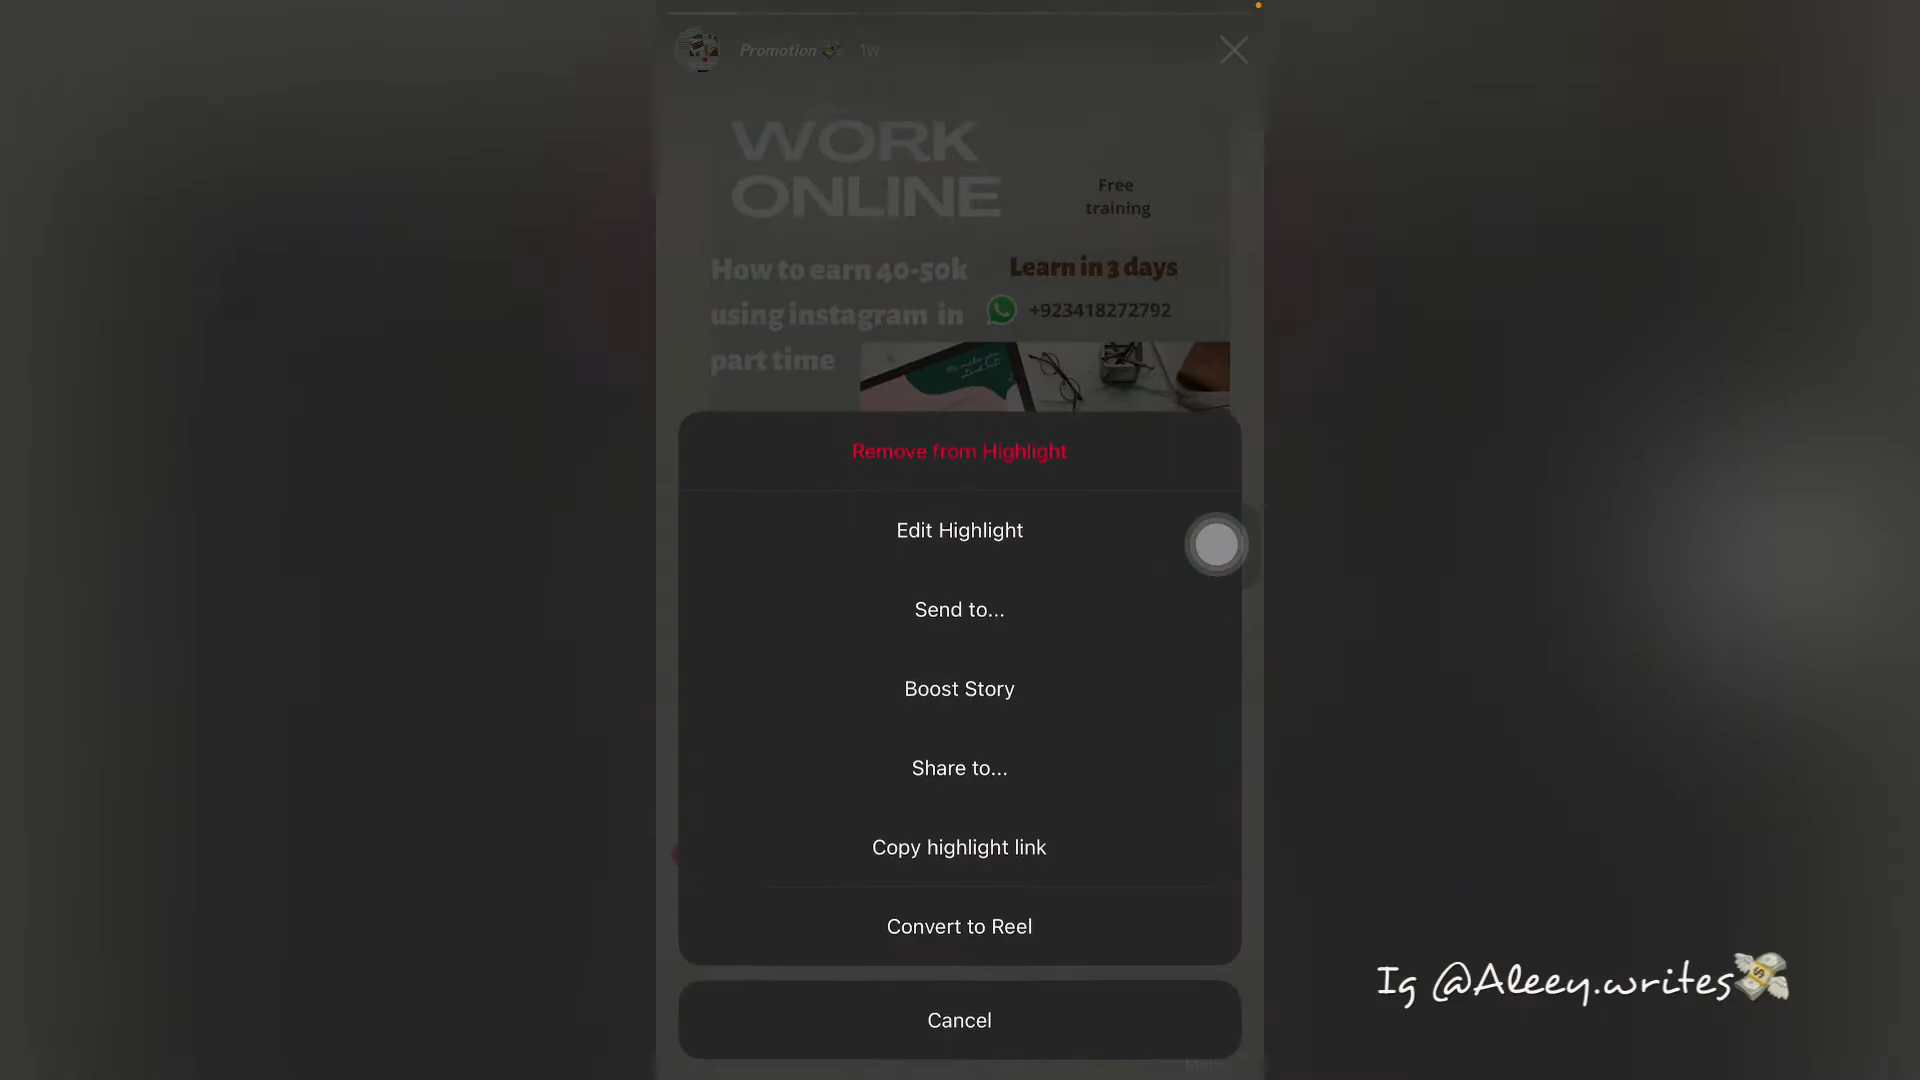 Promotion 💸 1w
WORK
ONLINE
Free
training
How to earn 40-50k
using instagram in
part time
Learn in 3 days
+923418272792
Remove from Highlight
Edit Highlight
Send to...
Boost Story
Share to...
Copy highlight link
Convert to Reel
Cancel
More
Ig @Aleey.writes💸